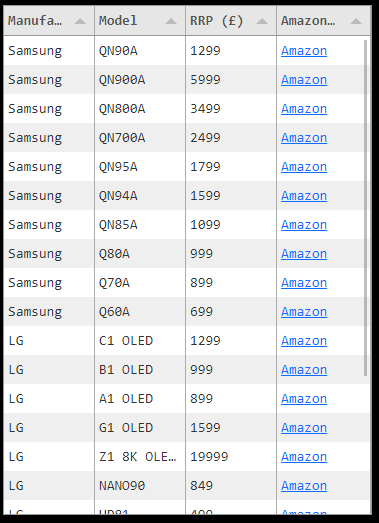 Manufa… Model RRP (£) Amazon…
Samsung QN90A 1299 Amazon
Samsung QN900A 5999 Amazon
Samsung QN800A 3499 Amazon
Samsung QN700A 2499 Amazon
Samsung QN95A 1799 Amazon
Samsung QN94A 1599 Amazon
Samsung QN85A 1099 Amazon
Samsung Q80A 999 Amazon
Samsung Q70A 899 Amazon
Samsung Q60A 699 Amazon
LG C1 OLED 1299 Amazon
LG B1 OLED 999 Amazon
LG A1 OLED 899 Amazon
LG G1 OLED 1599 Amazon
LG Z1 8K OLE… 19999 Amazon
LG NANO90 849 Amazon
LG Amazon